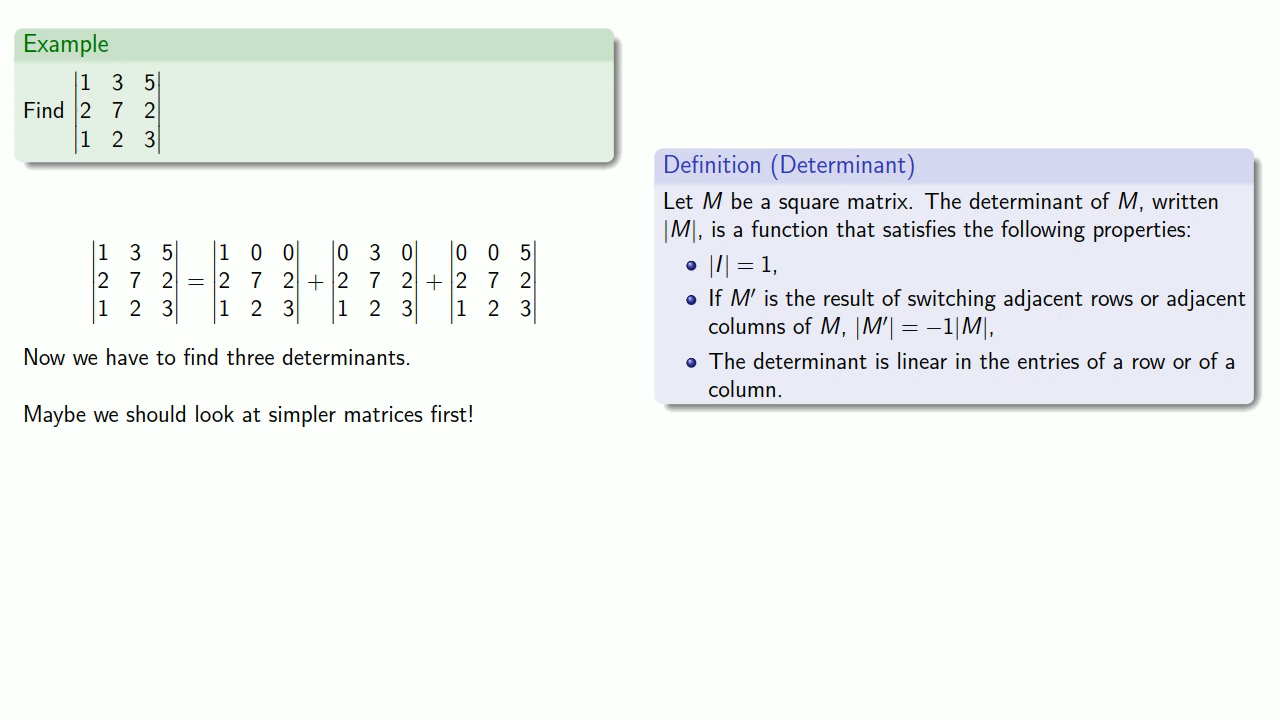 Example
Find |1 3 5|
|2 7 2|
|1 2 3|
|1 3 5| |1 0 0| |0 3 0| |0 0 5|
|2 7 2| = |2 7 2| + |2 7 2| + |2 7 2|
|1 2 3| |1 2 3| |1 2 3| |1 2 3|
Now we have to find three determinants.
Maybe we should look at simpler matrices first!
Definition (Determinant)
Let M be a square matrix. The determinant of M, written
|M|, is a function that satisfies the following properties:
• |I| = 1,
• If M′ is the result of switching adjacent rows or adjacent
columns of M, |M′| = −1|M|,
• The determinant is linear in the entries of a row or of a
column.